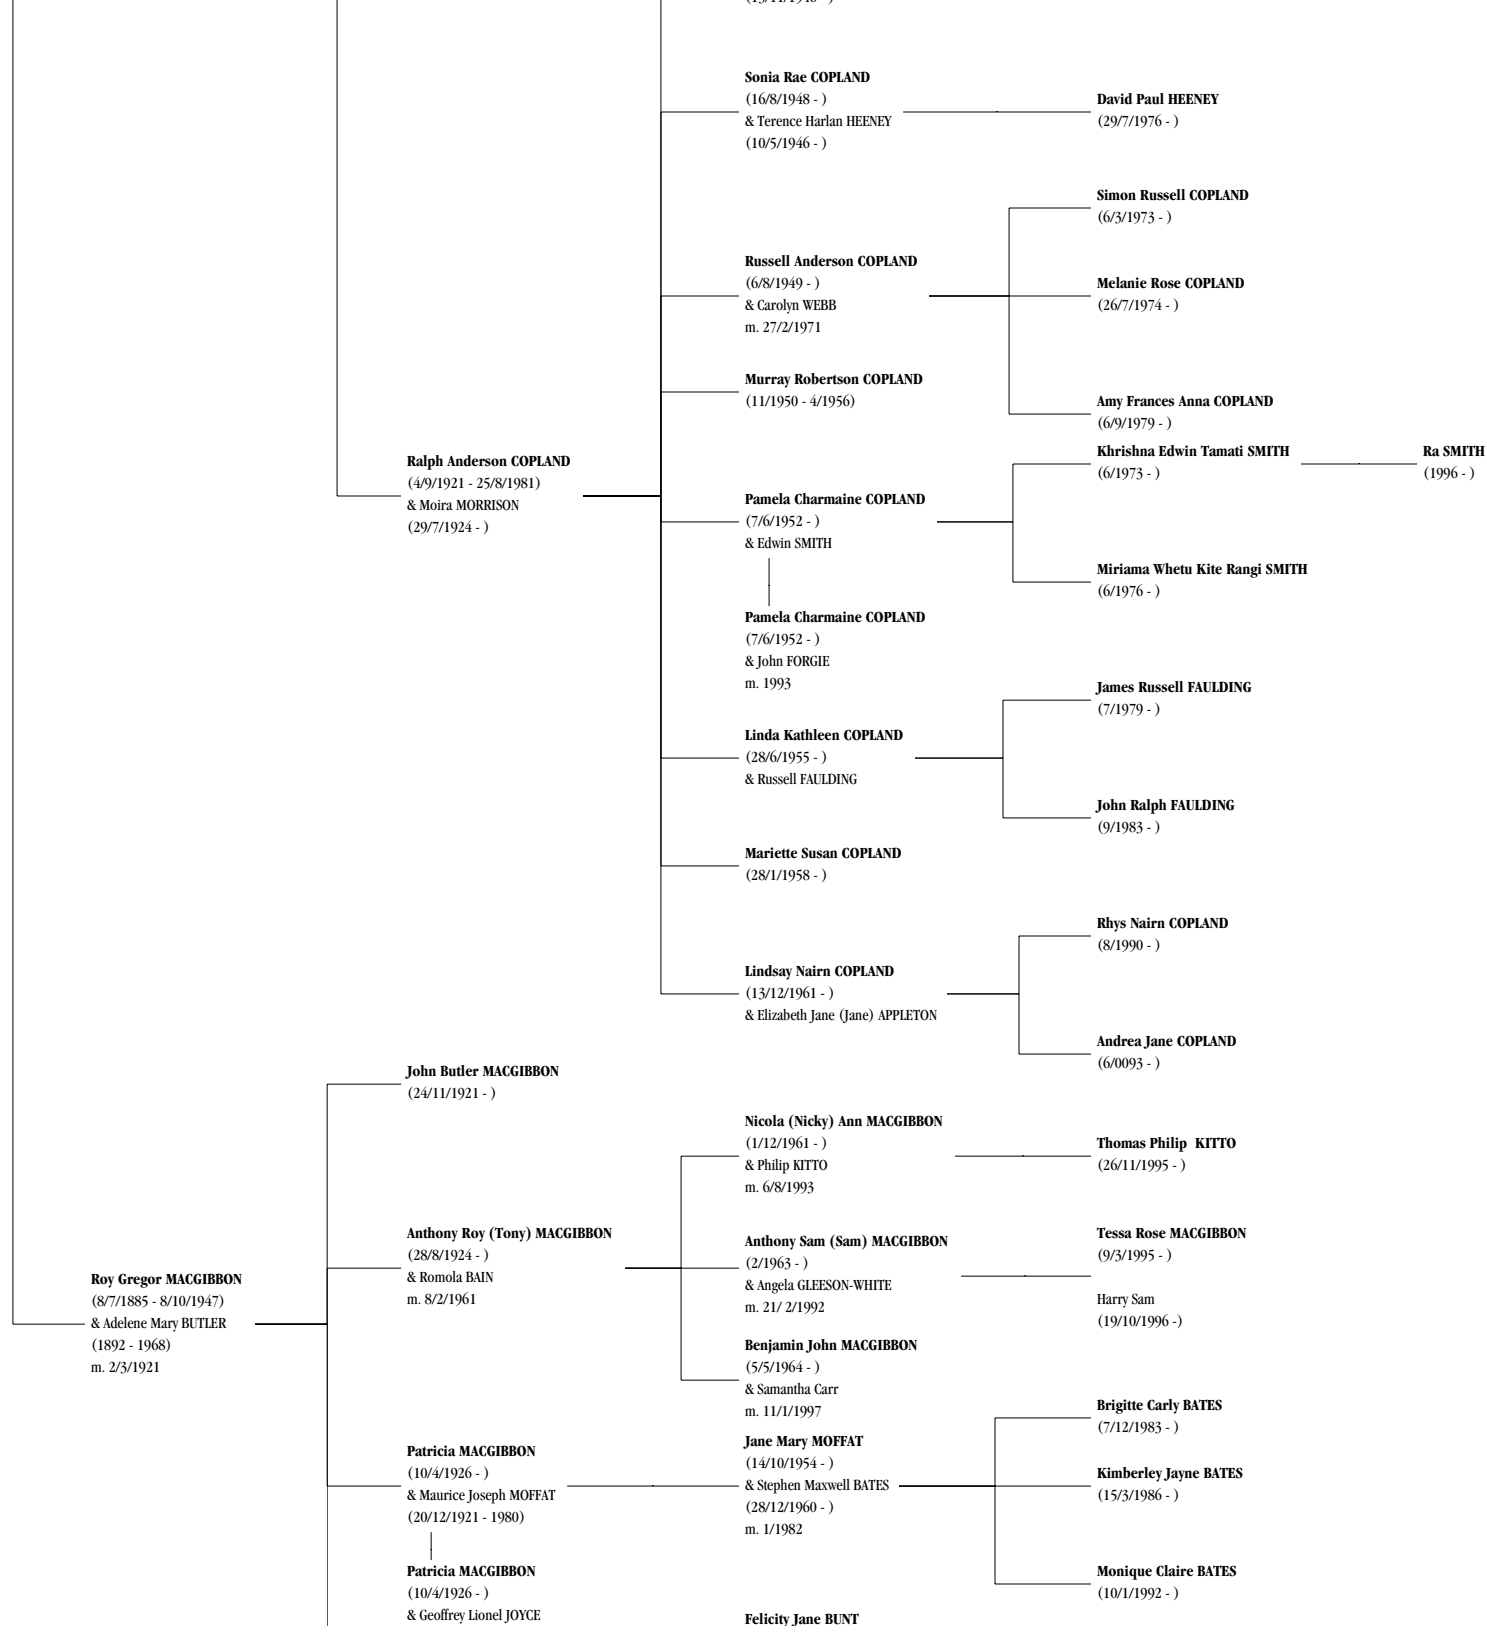 Sonia Rae COPLAND
(16/8/1948 - )
& Terence Harlan HEENEY
(10/5/1946 - )
David Paul HEENEY
(29/7/1976 - )
Simon Russell COPLAND
(6/3/1973 - )
Russell Anderson COPLAND
(6/8/1949 - )
& Carolyn WEBB
m. 27/2/1971
Melanie Rose COPLAND
(26/7/1974 - )
Murray Robertson COPLAND
(11/1950 - 4/1956)
Amy Frances Anna COPLAND
(6/9/1979 - )
Ralph Anderson COPLAND
(4/9/1921 - 25/8/1981)
& Moira MORRISON
(29/7/1924 - )
Khrishna Edwin Tamati SMITH
(6/1973 - )
Ra SMITH
(1996 - )
Pamela Charmaine COPLAND
(7/6/1952 - )
& Edwin SMITH
Miriama Whetu Kite Rangi SMITH
(6/1976 - )
Pamela Charmaine COPLAND
(7/6/1952 - )
& John FORGIE
m. 1993
James Russell FAULDING
(7/1979 - )
Linda Kathleen COPLAND
(28/6/1955 - )
& Russell FAULDING
John Ralph FAULDING
(9/1983 - )
Mariette Susan COPLAND
(28/1/1958 - )
Rhys Nairn COPLAND
(8/1990 - )
Lindsay Nairn COPLAND
(13/12/1961 - )
& Elizabeth Jane (Jane) APPLETON
Andrea Jane COPLAND
(6/0093 - )
John Butler MACGIBBON
(24/11/1921 - )
Nicola (Nicky) Ann MACGIBBON
(1/12/1961 - )
& Philip KITTO
m. 6/8/1993
Thomas Philip  KITTO
(26/11/1995 - )
Anthony Roy (Tony) MACGIBBON
(28/8/1924 - )
& Romola BAIN
m. 8/2/1961
Anthony Sam (Sam) MACGIBBON
(2/1963 - )
& Angela GLEESON-WHITE
m. 21/ 2/1992
Tessa Rose MACGIBBON
(9/3/1995 - )
Harry Sam
(19/10/1996 -)
Roy Gregor MACGIBBON
(8/7/1885 - 8/10/1947)
& Adelene Mary BUTLER
(1892 - 1968)
m. 2/3/1921
Benjamin John MACGIBBON
(5/5/1964 - )
& Samantha Carr
m. 11/1/1997
Brigitte Carly BATES
(7/12/1983 - )
Patricia MACGIBBON
(10/4/1926 - )
& Maurice Joseph MOFFAT
(20/12/1921 - 1980)
Jane Mary MOFFAT
(14/10/1954 - )
& Stephen Maxwell BATES
(28/12/1960 - )
m. 1/1982
Kimberley Jayne BATES
(15/3/1986 - )
Monique Claire BATES
(10/1/1992 - )
Patricia MACGIBBON
(10/4/1926 - )
& Geoffrey Lionel JOYCE
Felicity Jane BUNT